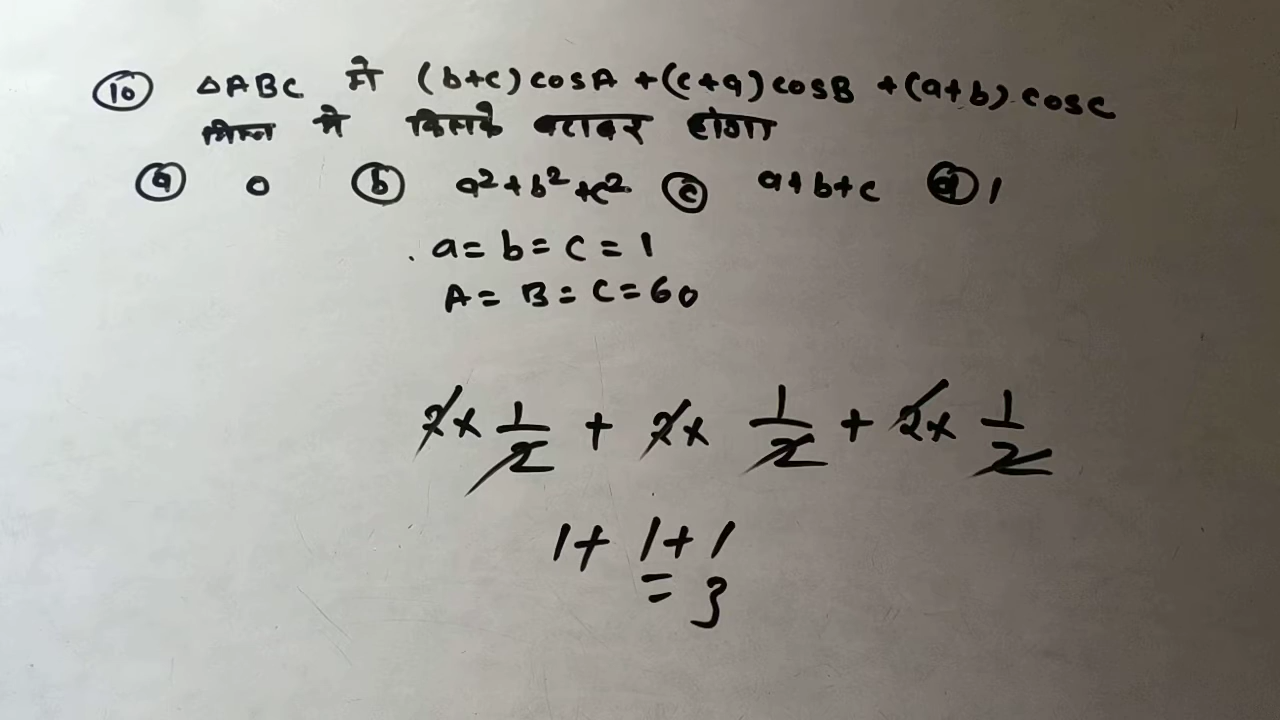 ⑩ △ABC मे (b+c) cosA + (c+a) cosB + (a+b) cosC
निम्न मे किसके बराबर होगा
ⓐ 0 ⓑ a²+b²+c² ⓒ a+b+c ⓓ 1
a = b = c = 1
A = B = C = 60
2 × 1/2 + 2 × 1/2 + 2 × 1/2
1 + 1 + 1
= 3